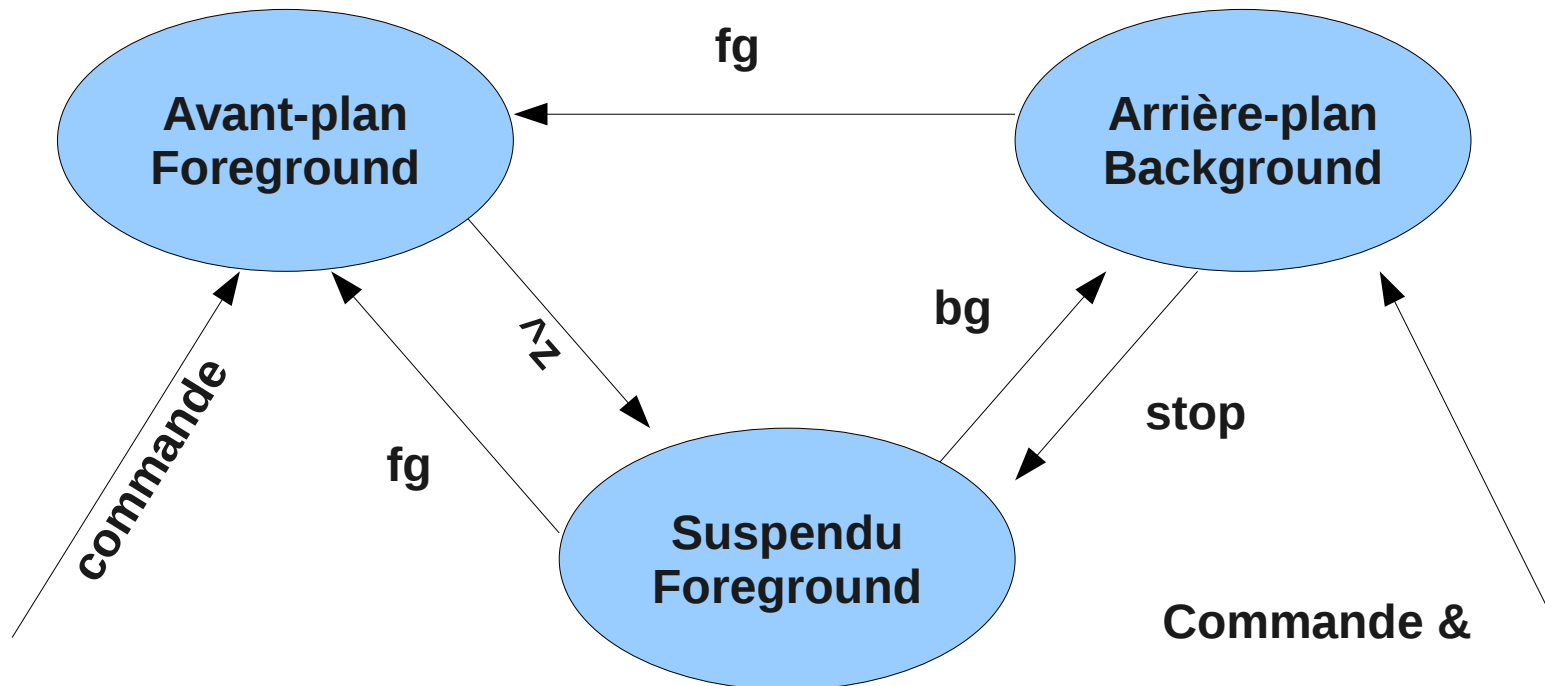 fg
Avant-plan
Foreground
Arrière-plan
Background
^z
bg
commande
stop
fg
Suspendu
Foreground
Commande &